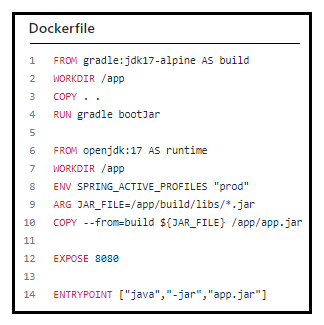 Dockerfile
1 FROM gradle:jdk17-alpine AS build
2 WORKDIR /app
3 COPY . .
4 RUN gradle bootJar
5
6 FROM openjdk:17 AS runtime
7 WORKDIR /app
8 ENV SPRING_ACTIVE_PROFILES "prod"
9 ARG JAR_FILE=/app/build/libs/*.jar
10 COPY --from=build ${JAR_FILE} /app/app.jar
11
12 EXPOSE 8080
13
14 ENTRYPOINT ["java","-jar","app.jar"]